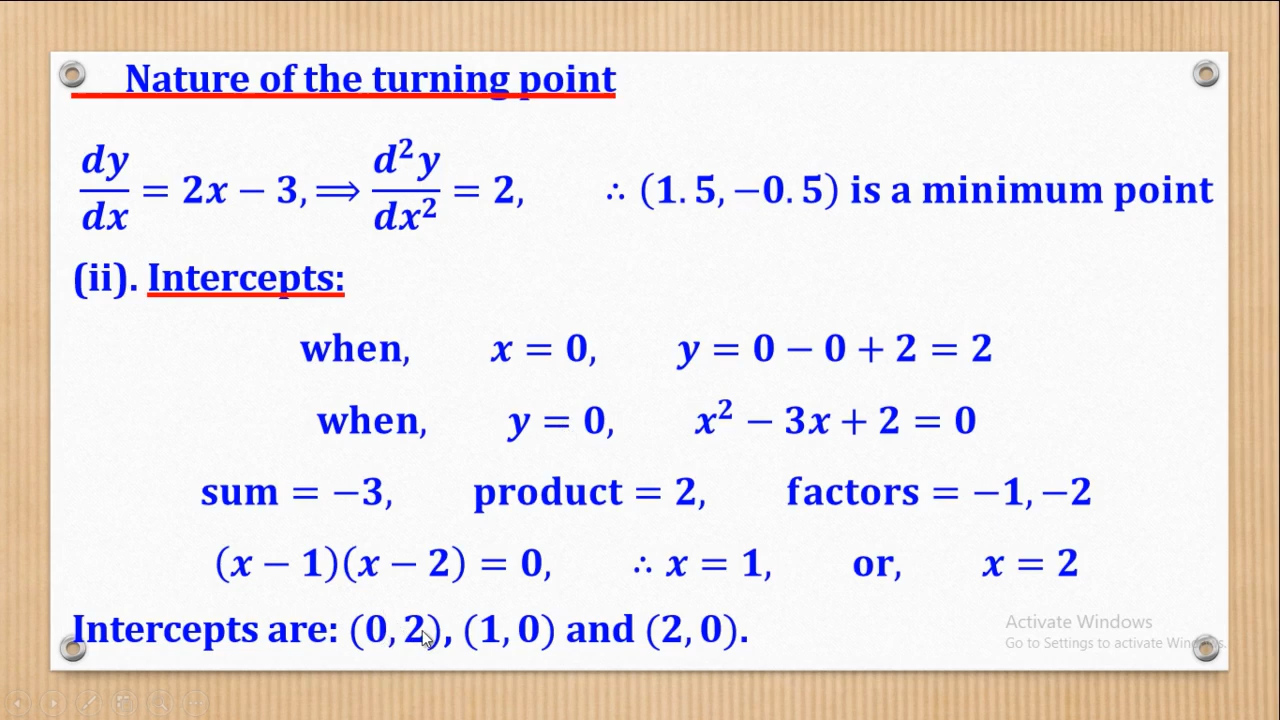 Nature of the turning point
dy/dx = 2x − 3, ⟹ d²y/dx² = 2, ∴ (1.5, −0.5) is a minimum point
(ii). Intercepts:
when, x = 0, y = 0 − 0 + 2 = 2
when, y = 0, x² − 3x + 2 = 0
sum = −3, product = 2, factors = −1, −2
(x − 1)(x − 2) = 0, ∴ x = 1, or, x = 2
Intercepts are: (0, 2), (1, 0) and (2, 0).
Activate Windows
Go to Settings to activate Windows.